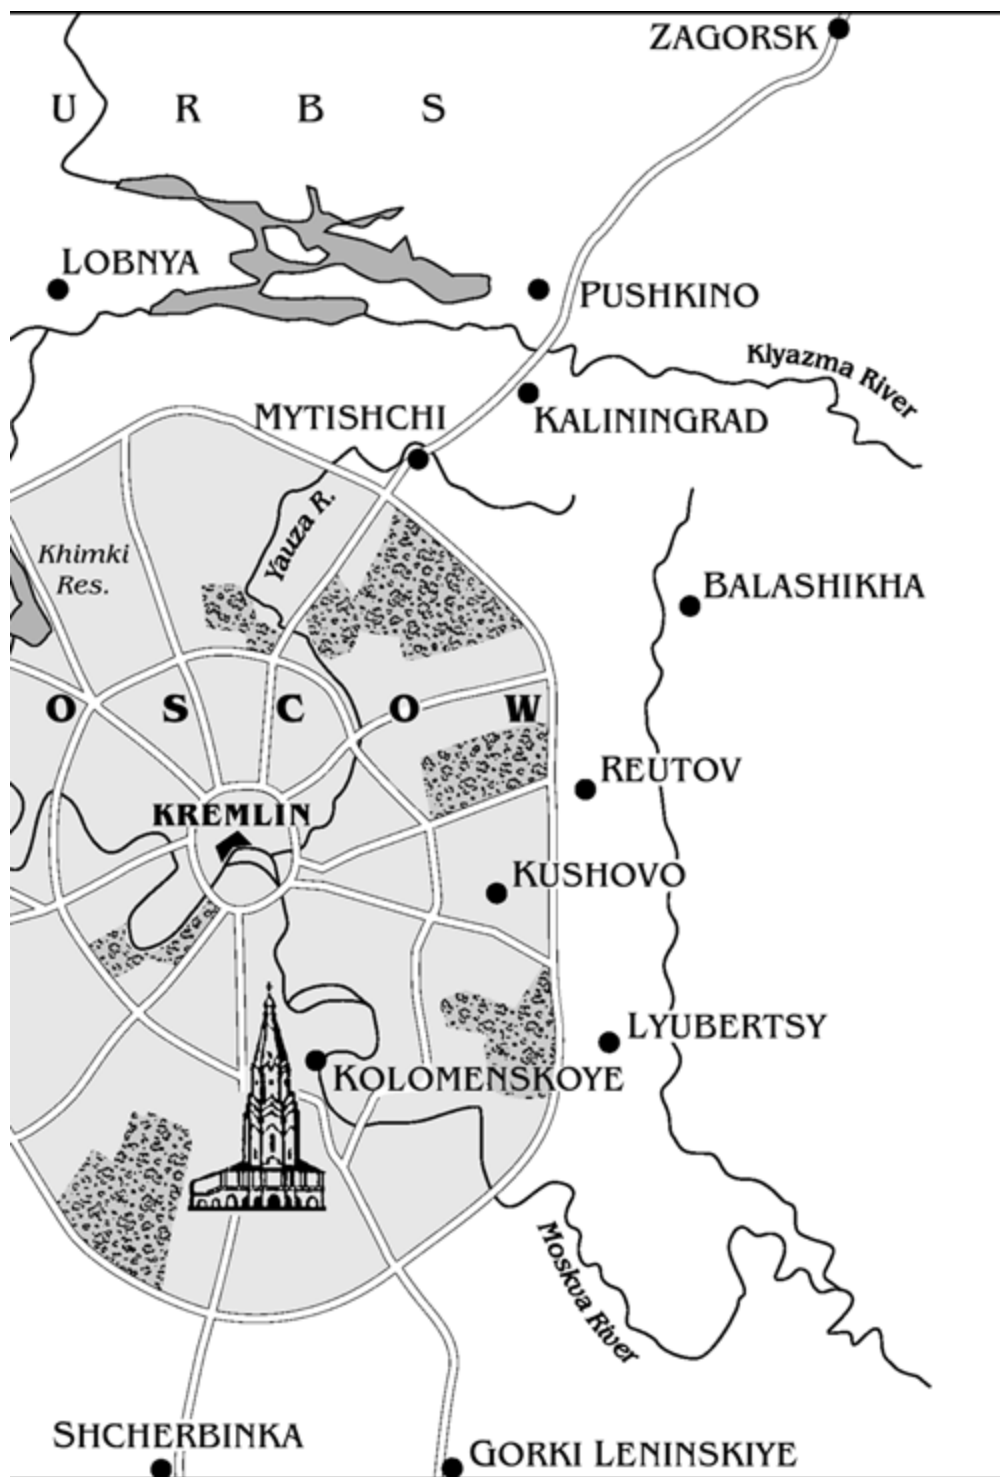 ZAGORSK
U R B S
LOBNYA
PUSHKINO
Klyazma River
MYTISHCHI
KALININGRAD
Yauza R.
Khimki
Res.
BALASHIKHA
O S C O W
REUTOV
KREMLIN
KUSHOVO
LYUBERTSY
KOLOMENSKOYE
Moskva River
SHCHERBINKA
GORKI LENINSKIYE